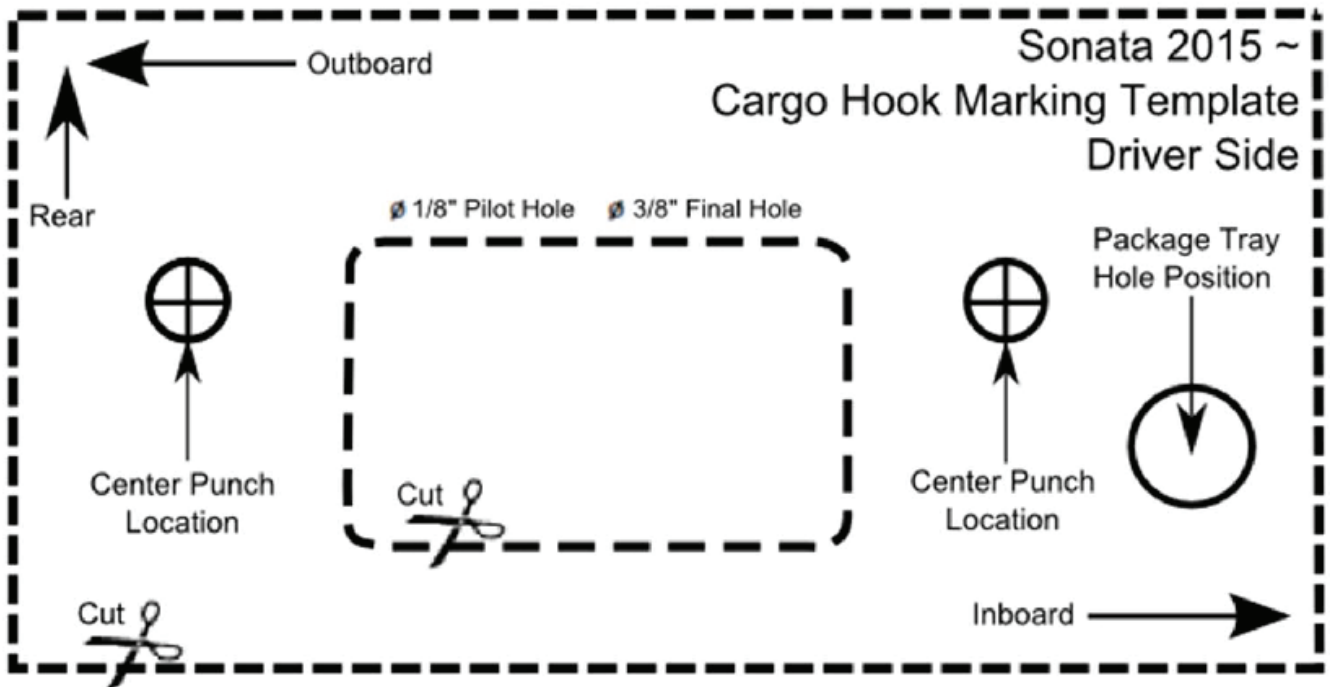 Outboard
Sonata 2015 ~
Cargo Hook Marking Template
Driver Side
Rear
Ø 1/8" Pilot Hole
Ø 3/8" Final Hole
Package Tray
Hole Position
Center Punch
Location
Cut
Center Punch
Location
Cut
Inboard